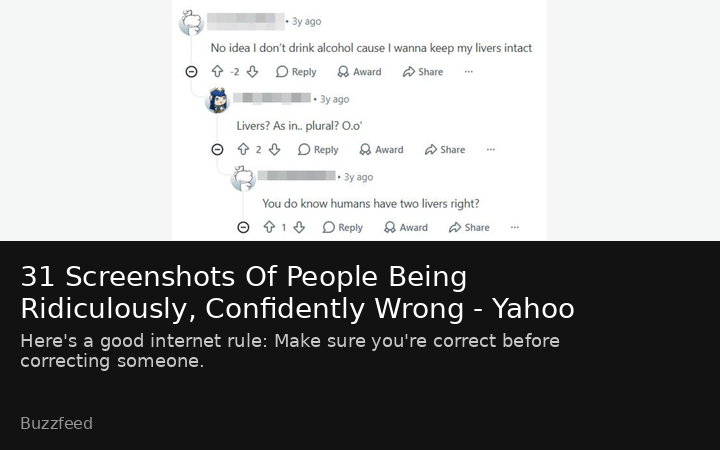 • 3y ago
No idea I don't drink alcohol cause I wanna keep my livers intact
-2 Reply Award Share ...
• 3y ago
Livers? As in.. plural? O.o'
2 Reply Award Share ...
• 3y ago
You do know humans have two livers right?
1 Reply Award Share ...
31 Screenshots Of People Being
Ridiculously, Confidently Wrong - Yahoo
Here's a good internet rule: Make sure you're correct before
correcting someone.
Buzzfeed